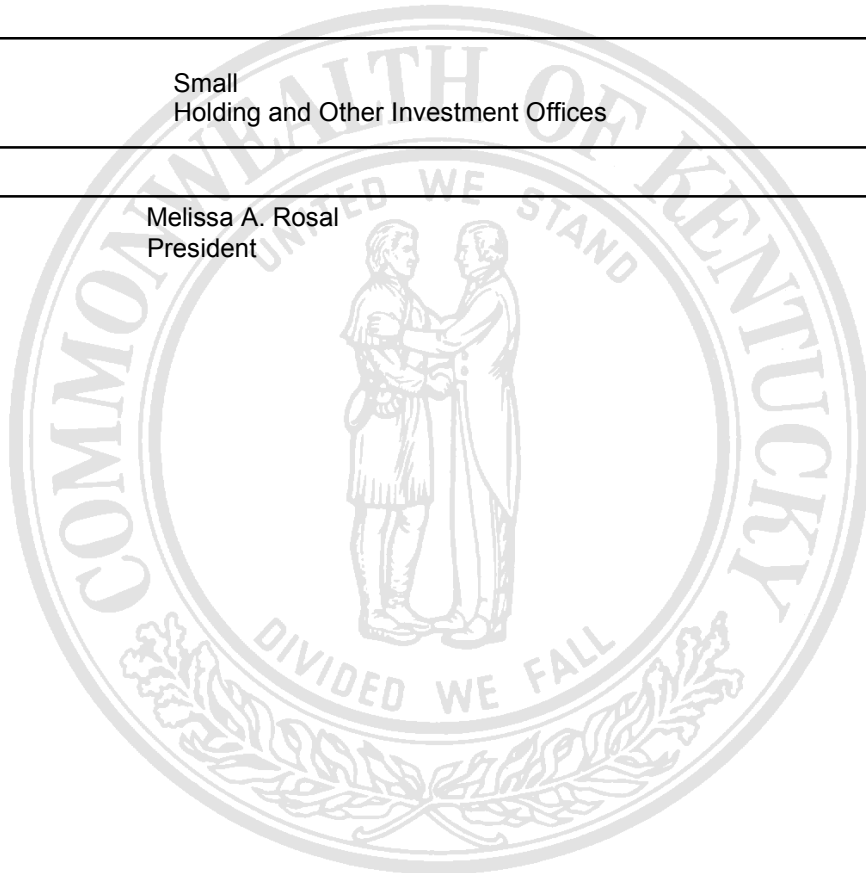 Small
Holding and Other Investment Offices
Melissa A. Rosal
President
COMMONWEALTH OF KENTUCKY
UNITED WE STAND
DIVIDED WE FALL